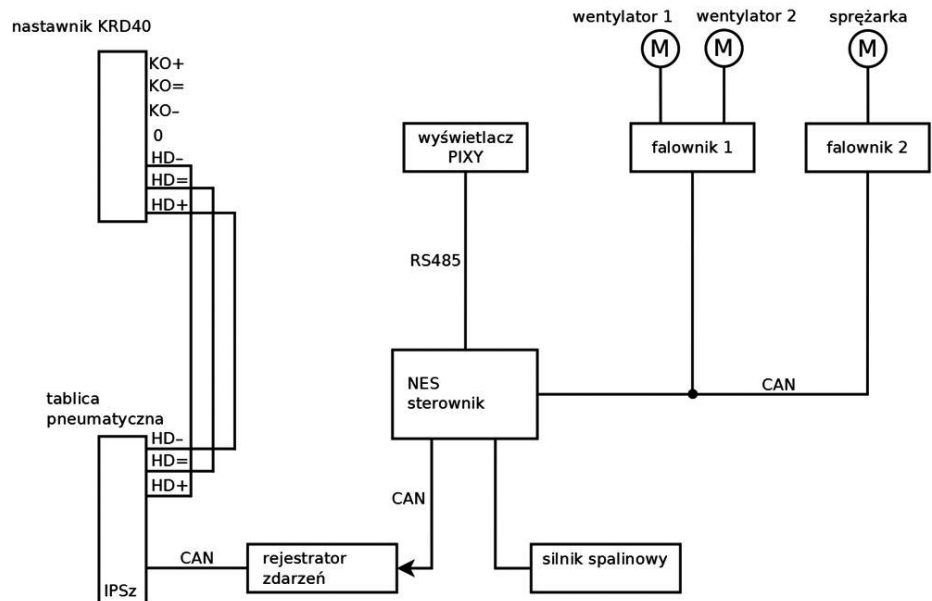 nastawnik KRD40
KO+
KO=
KO–
0
HD–
HD=
HD+
wentylator 1
wentylator 2
sprężarka
M
M
M
wyświetlacz
PIXY
falownik 1
falownik 2
RS485
NES
sterownik
CAN
tablica
pneumatyczna
HD–
HD=
HD+
IPSz
CAN
rejestrator
zdarzeń
CAN
silnik spalinowy